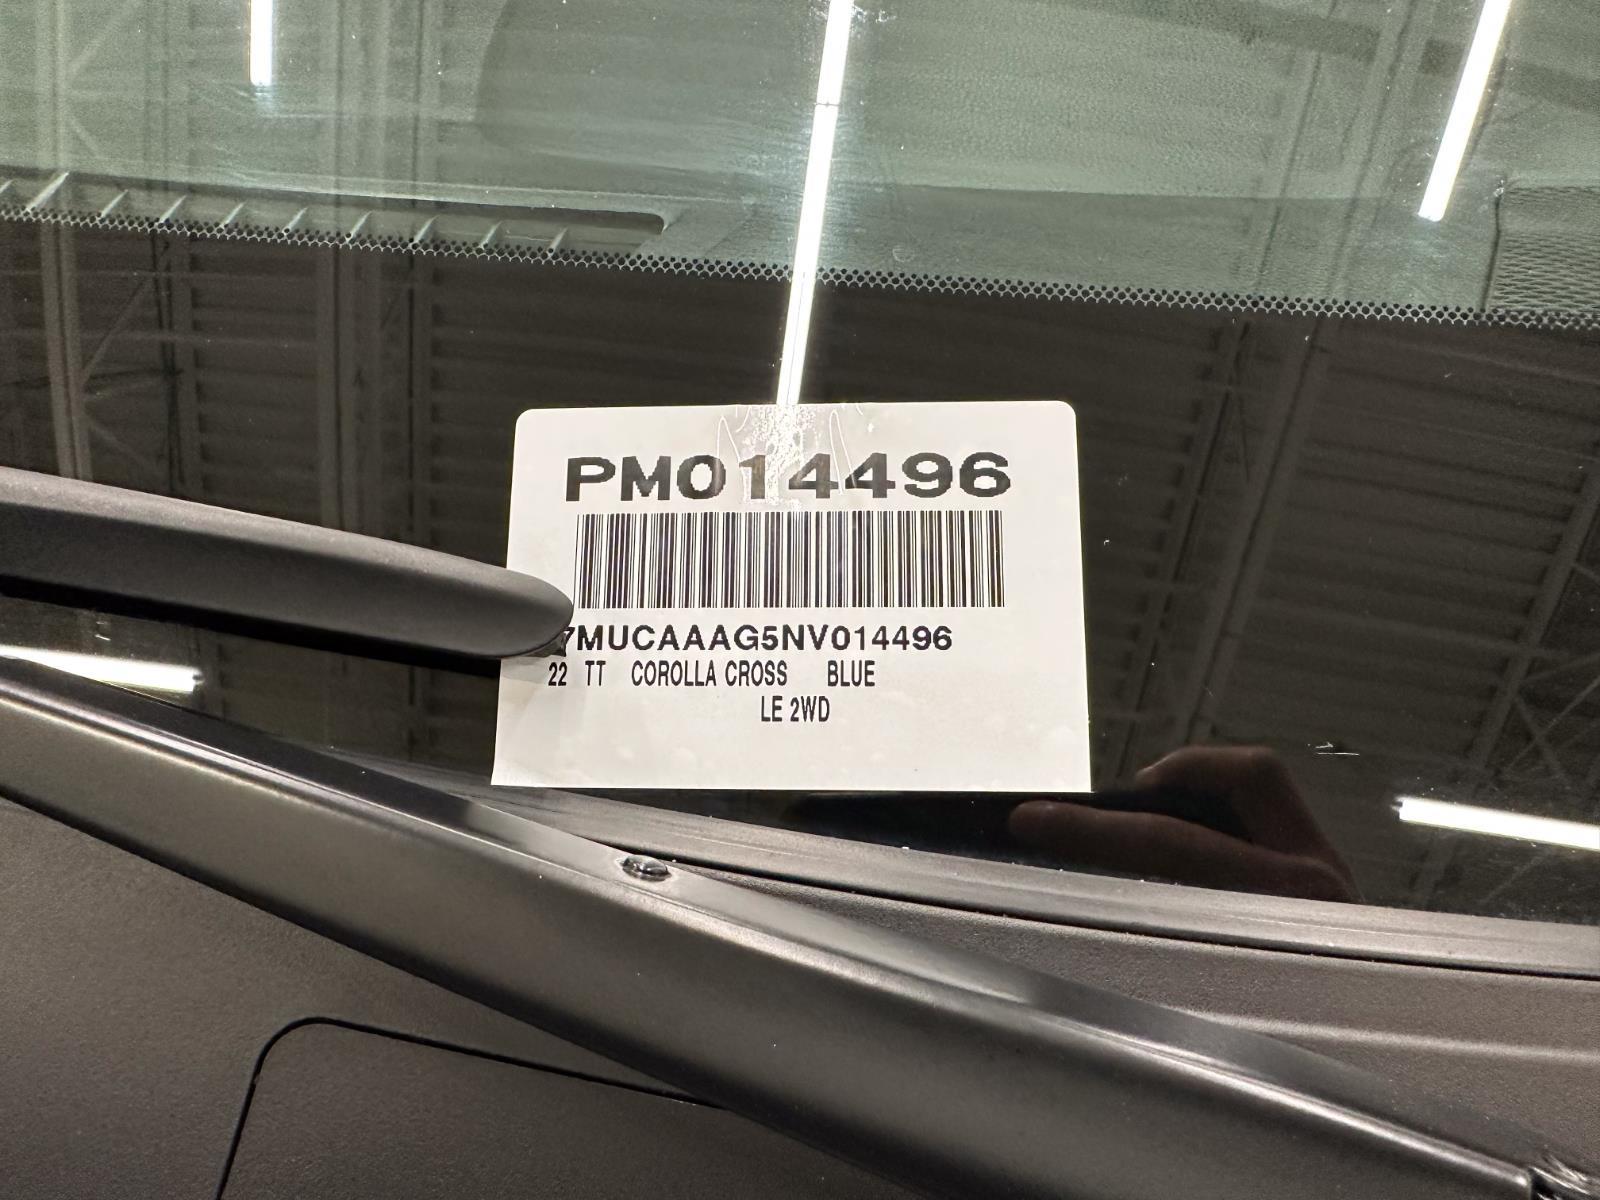 PM014496
7MUCAAAG5NV014496
22 TT COROLLA CROSS BLUE
LE 2WD